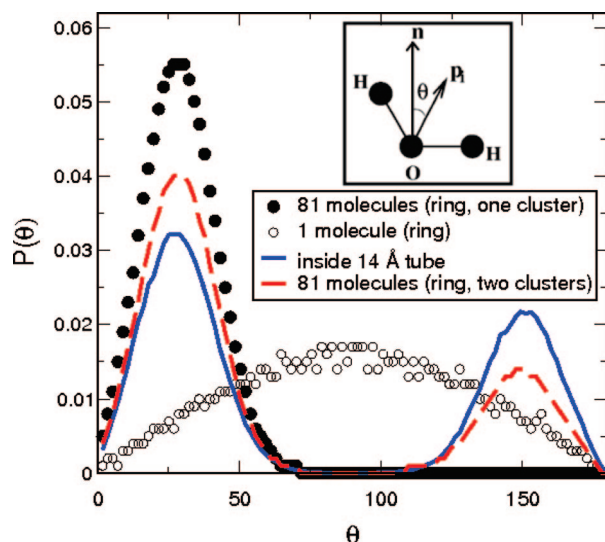 0.06
0.05
0.04
0.03
0.02
0.01
0
P(θ)
n
H
θ
p_i
O
H
81 molecules (ring, one cluster)
1 molecule (ring)
inside 14 Å tube
81 molecules (ring, two clusters)
0 50 100 150
θ